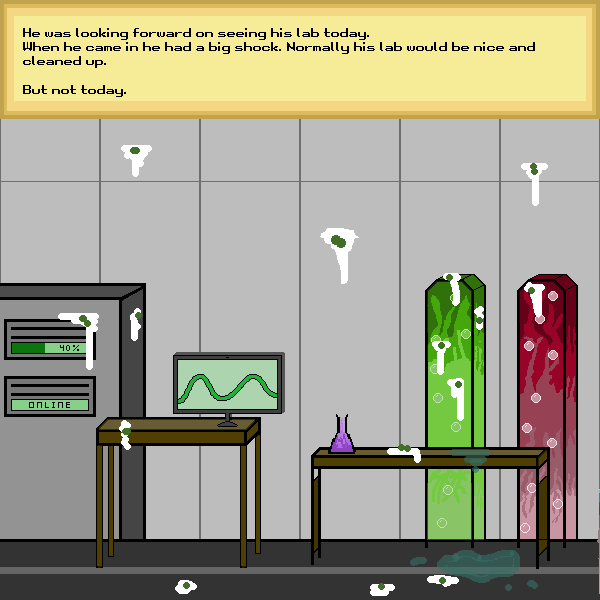 He was looking forward on seeing his lab today.
When he came in he had a big shock. Normally his lab would be nice and
cleaned up.
But not today.
40%
ONLINE